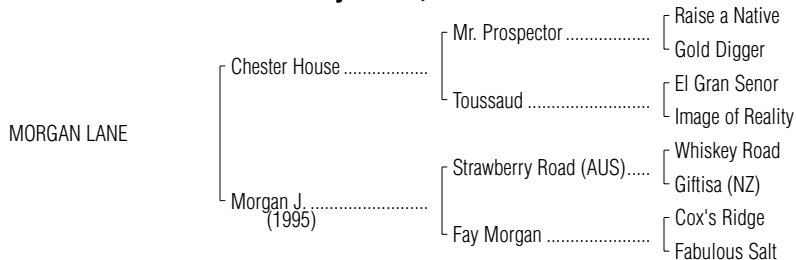 Raise a Native
Mr. Prospector ...................
Gold Digger
Chester House ...................
El Gran Senor
Toussaud ...........................
Image of Reality
MORGAN LANE
Whiskey Road
Strawberry Road (AUS).....
Giftisa (NZ)
Morgan J. ..........................
(1995)
Cox's Ridge
Fay Morgan .......................
Fabulous Salt